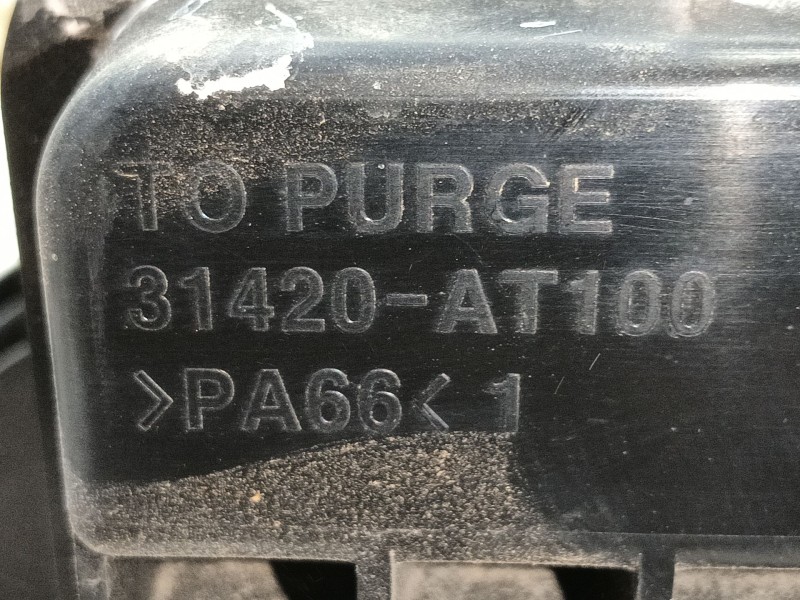 TO PURGE
31420-AT100
>PA66< 1